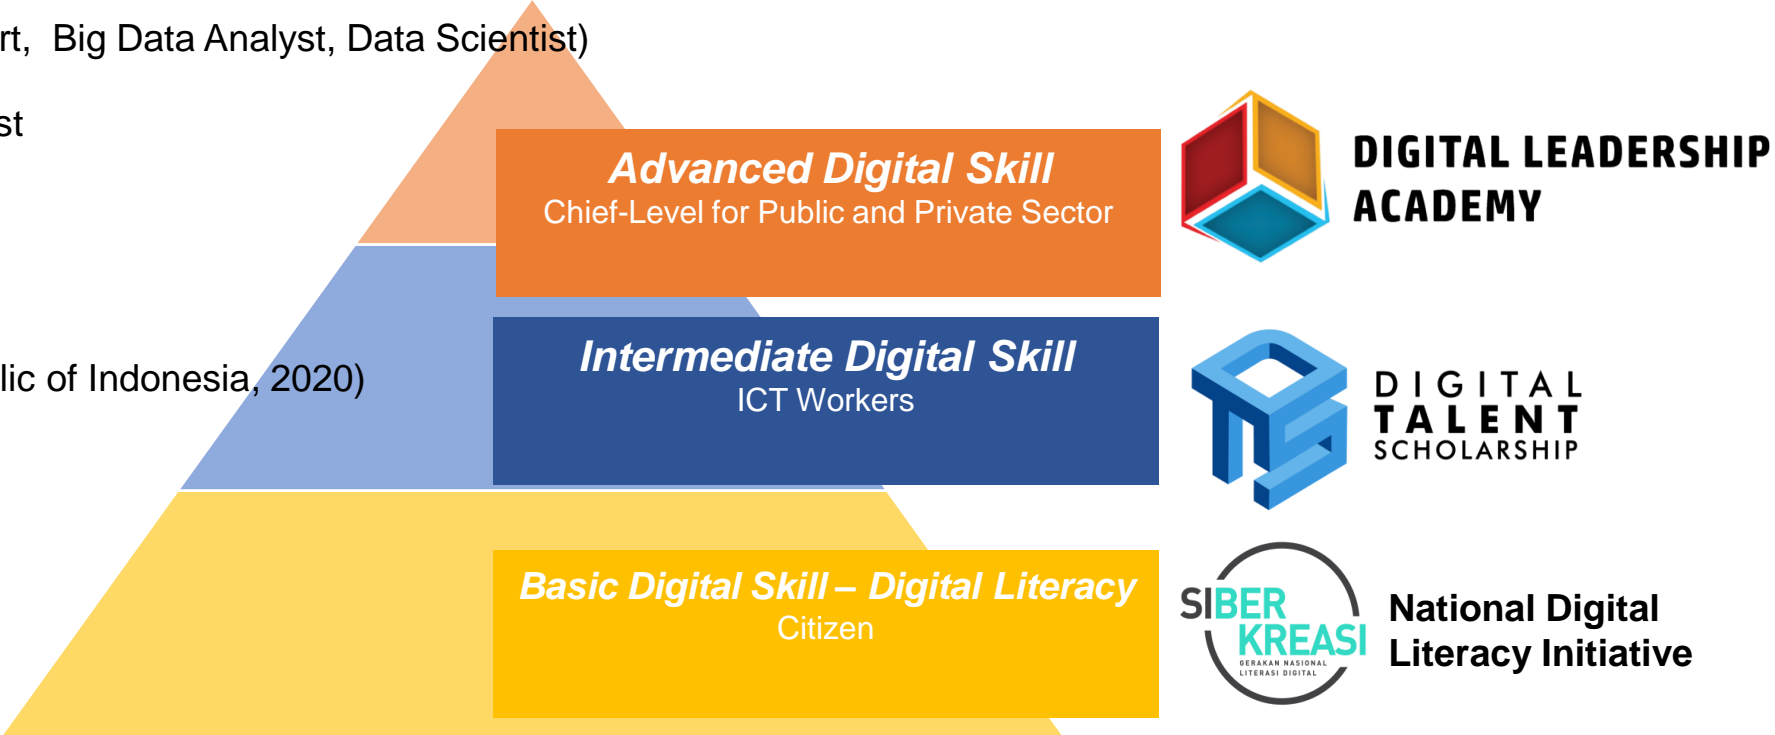 rt, Big Data Analyst, Data Scientist)
st
Advanced Digital Skill
Chief-Level for Public and Private Sector
DIGITAL LEADERSHIP
ACADEMY
lic of Indonesia, 2020)
Intermediate Digital Skill
ICT Workers
DIGITAL
TALENT
SCHOLARSHIP
Basic Digital Skill – Digital Literacy
Citizen
SIBER
KREASI
GERAKAN NASIONAL
LITERASI DIGITAL
National Digital
Literacy Initiative